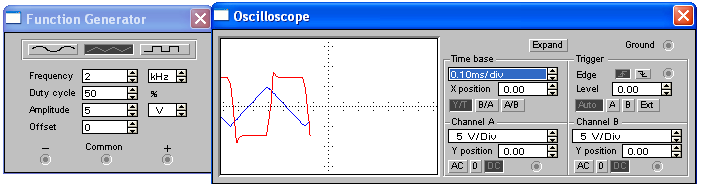 Function Generator
Frequency 2 kHz
Duty cycle 50 %
Amplitude 5 V
Offset 0
− Common +
Oscilloscope
Expand Ground
Time base
0.10ms/div
X position 0.00
Y/T B/A A/B
Trigger
Edge
Level 0.00
Auto A B Ext
Channel A
5 V/Div
Y position 0.00
AC 0 DC
Channel B
5 V/Div
Y position 0.00
AC 0 DC